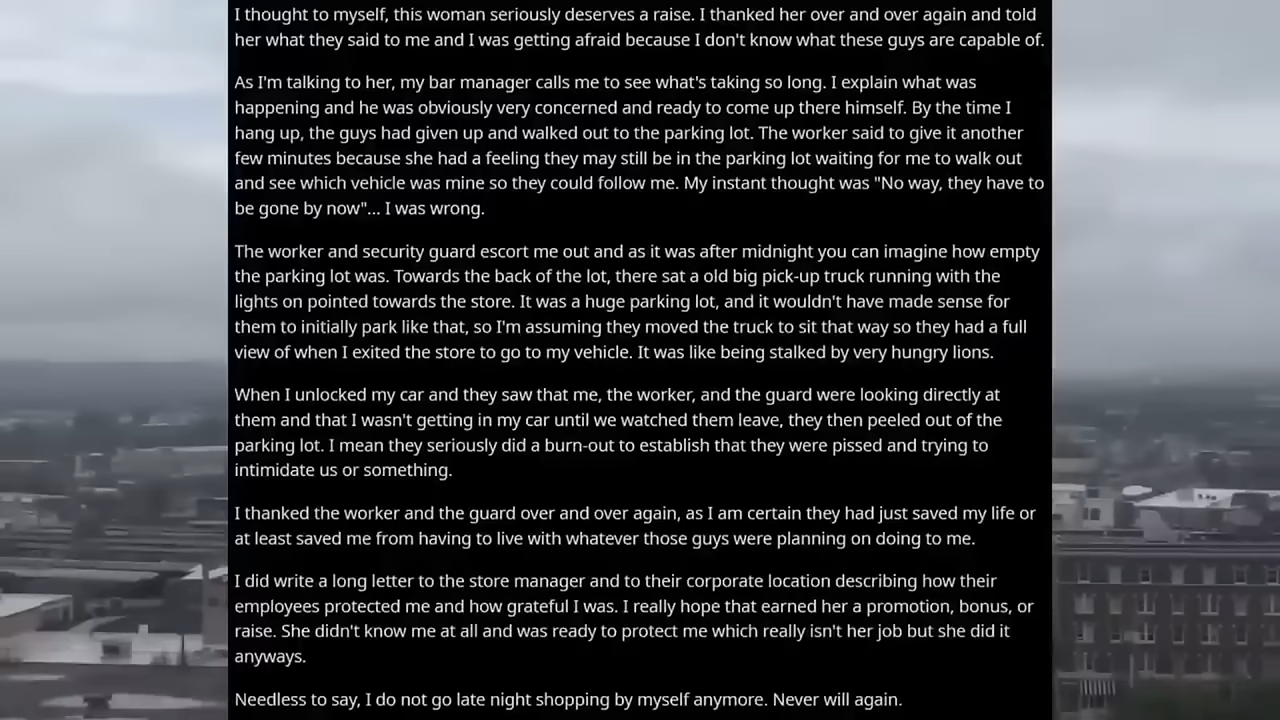 I thought to myself, this woman seriously deserves a raise. I thanked her over and over again and told
her what they said to me and I was getting afraid because I don't know what these guys are capable of.
As I'm talking to her, my bar manager calls me to see what's taking so long. I explain what was
happening and he was obviously very concerned and ready to come up there himself. By the time I
hang up, the guys had given up and walked out to the parking lot. The worker said to give it another
few minutes because she had a feeling they may still be in the parking lot waiting for me to walk out
and see which vehicle was mine so they could follow me. My instant thought was "No way, they have to
be gone by now"... I was wrong.
The worker and security guard escort me out and as it was after midnight you can imagine how empty
the parking lot was. Towards the back of the lot, there sat a old big pick-up truck running with the
lights on pointed towards the store. It was a huge parking lot, and it wouldn't have made sense for
them to initially park like that, so I'm assuming they moved the truck to sit that way so they had a full
view of when I exited the store to go to my vehicle. It was like being stalked by very hungry lions.
When I unlocked my car and they saw that me, the worker, and the guard were looking directly at
them and that I wasn't getting in my car until we watched them leave, they then peeled out of the
parking lot. I mean they seriously did a burn-out to establish that they were pissed and trying to
intimidate us or something.
I thanked the worker and the guard over and over again, as I am certain they had just saved my life or
at least saved me from having to live with whatever those guys were planning on doing to me.
I did write a long letter to the store manager and to their corporate location describing how their
employees protected me and how grateful I was. I really hope that earned her a promotion, bonus, or
raise. She didn't know me at all and was ready to protect me which really isn't her job but she did it
anyways.
Needless to say, I do not go late night shopping by myself anymore. Never will again.